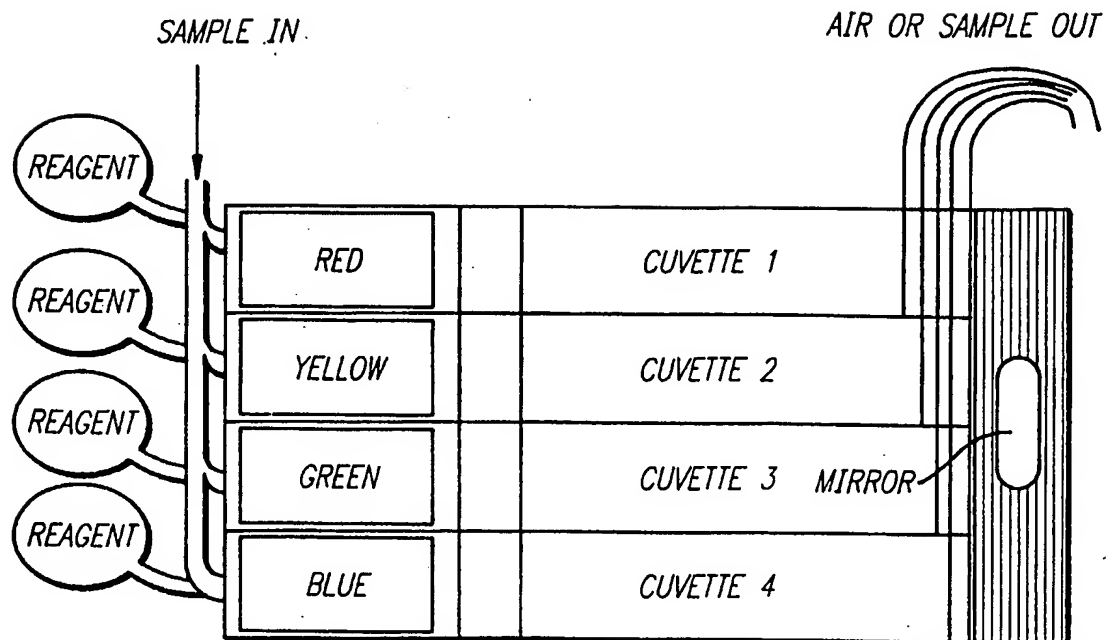 SAMPLE IN
AIR OR SAMPLE OUT
REAGENT
RED
CUVETTE 1
REAGENT
YELLOW
CUVETTE 2
REAGENT
GREEN
CUVETTE 3
MIRROR
REAGENT
BLUE
CUVETTE 4